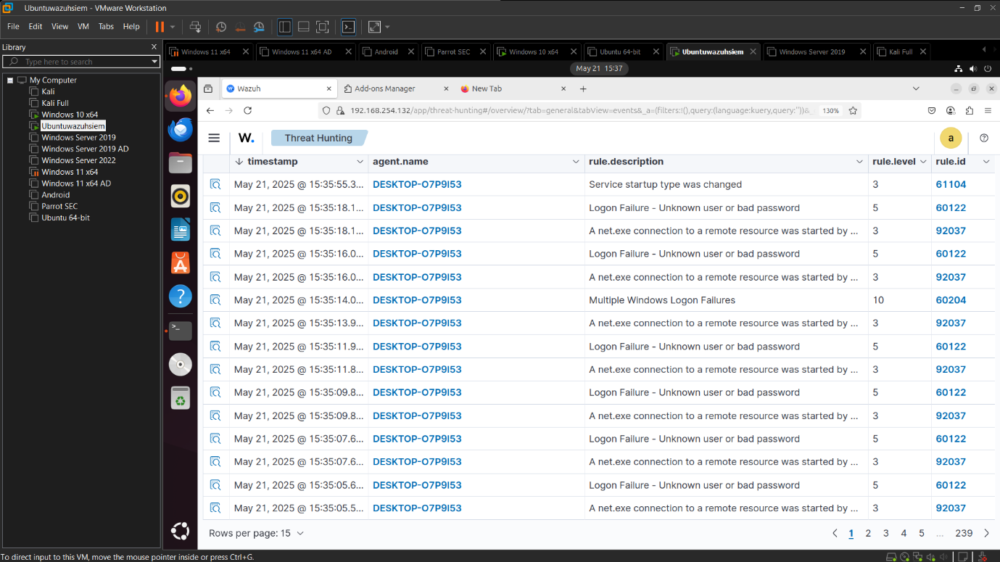 Ubuntuwazuhsiem - VMware Workstation
File Edit View VM Tabs Help
Library
Type here to search
My Computer
Kali
Kali Full
Windows 10 x64
Ubuntuwazuhsiem
Windows Server 2019
Windows Server 2019 AD
Windows Server 2022
Windows 11 x64
Windows 11 x64 AD
Android
Parrot SEC
Ubuntu 64-bit
Windows 11 x64 Windows 11 x64 AD Android Parrot SEC Windows 10 x64 Ubuntu 64-bit Ubuntuwazuhsiem Windows Server 2019 Kali Full
May 21 15:37
Wazuh Add-ons Manager New Tab
192.168.254.132/app/threat-hunting#/overview/?tab=general&tabView=events&_a=(filters:!(),query:(language:kuery,query:''))&_ 130%
W. Threat Hunting a
timestamp agent.name rule.description rule.level rule.id
May 21, 2025 @ 15:35:55.3... DESKTOP-O7P9I53 Service startup type was changed 3 61104
May 21, 2025 @ 15:35:18.1... DESKTOP-O7P9I53 Logon Failure - Unknown user or bad password 5 60122
May 21, 2025 @ 15:35:18.1... DESKTOP-O7P9I53 A net.exe connection to a remote resource was started by ... 3 92037
May 21, 2025 @ 15:35:16.0... DESKTOP-O7P9I53 Logon Failure - Unknown user or bad password 5 60122
May 21, 2025 @ 15:35:16.0... DESKTOP-O7P9I53 A net.exe connection to a remote resource was started by ... 3 92037
May 21, 2025 @ 15:35:14.0... DESKTOP-O7P9I53 Multiple Windows Logon Failures 10 60204
May 21, 2025 @ 15:35:13.9... DESKTOP-O7P9I53 A net.exe connection to a remote resource was started by ... 3 92037
May 21, 2025 @ 15:35:11.9... DESKTOP-O7P9I53 Logon Failure - Unknown user or bad password 5 60122
May 21, 2025 @ 15:35:11.8... DESKTOP-O7P9I53 A net.exe connection to a remote resource was started by ... 3 92037
May 21, 2025 @ 15:35:09.8... DESKTOP-O7P9I53 Logon Failure - Unknown user or bad password 5 60122
May 21, 2025 @ 15:35:09.8... DESKTOP-O7P9I53 A net.exe connection to a remote resource was started by ... 3 92037
May 21, 2025 @ 15:35:07.6... DESKTOP-O7P9I53 Logon Failure - Unknown user or bad password 5 60122
May 21, 2025 @ 15:35:07.6... DESKTOP-O7P9I53 A net.exe connection to a remote resource was started by ... 3 92037
May 21, 2025 @ 15:35:05.6... DESKTOP-O7P9I53 Logon Failure - Unknown user or bad password 5 60122
May 21, 2025 @ 15:35:05.5... DESKTOP-O7P9I53 A net.exe connection to a remote resource was started by ... 3 92037
Rows per page: 15 1 2 3 4 5 ... 239
To direct input to this VM, move the mouse pointer inside or press Ctrl+G.